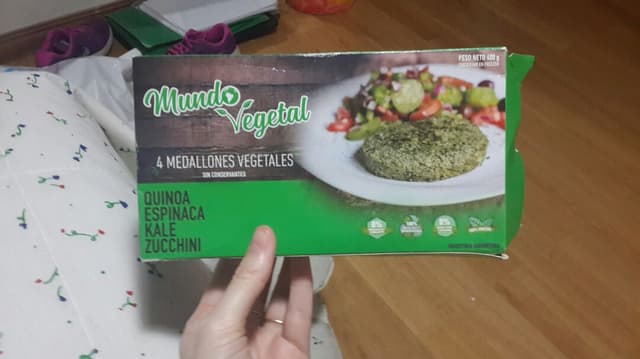 PESO NETO 400 g
Mundo
Vegetal
4 MEDALLONES VEGETALES
SIN CONSERVANTES
QUINOA
ESPINACA
KALE
ZUCCHINI
INDUSTRIA ARGENTINA